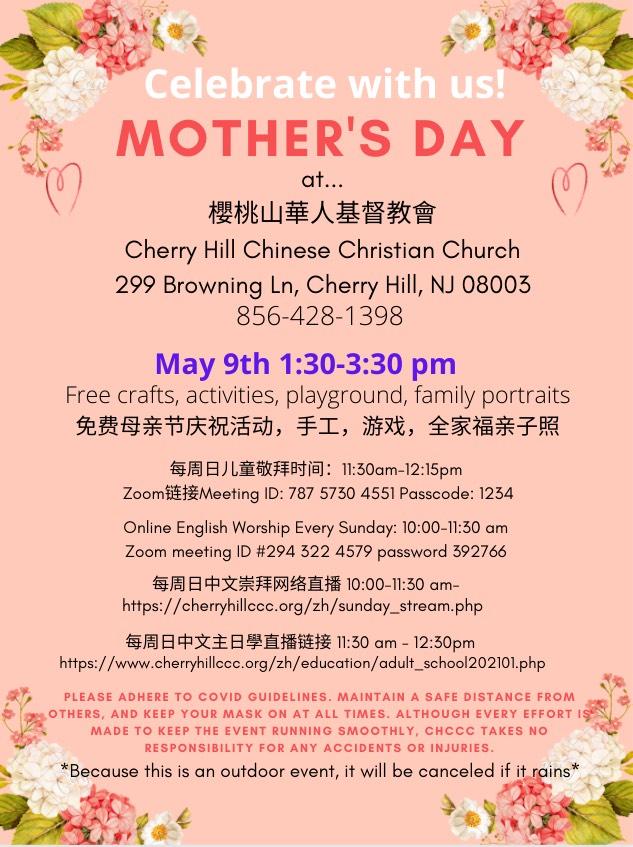 Celebrate with us!
MOTHER'S DAY
at...
櫻桃山華人基督教會
Cherry Hill Chinese Christian Church
299 Browning Ln, Cherry Hill, NJ 08003
856-428-1398
May 9th 1:30-3:30 pm
Free crafts, activities, playground, family portraits
免费母亲节庆祝活动，手工，游戏，全家福亲子照
每周日儿童敬拜时间：11:30am-12:15pm
Zoom链接Meeting ID: 787 5730 4551 Passcode: 1234
Online English Worship Every Sunday: 10:00-11:30 am
Zoom meeting ID #294 322 4579 password 392766
每周日中文崇拜网络直播 10:00-11:30 am-
https://cherryhillccc.org/zh/sunday_stream.php
每周日中文主日學直播链接 11:30 am - 12:30pm
https://www.cherryhillccc.org/zh/education/adult_school202101.php
PLEASE ADHERE TO COVID GUIDELINES. MAINTAIN A SAFE DISTANCE FROM
OTHERS, AND KEEP YOUR MASK ON AT ALL TIMES. ALTHOUGH EVERY EFFORT IS
MADE TO KEEP THE EVENT RUNNING SMOOTHLY, CHCCC TAKES NO
RESPONSIBILITY FOR ANY ACCIDENTS OR INJURIES.
*Because this is an outdoor event, it will be canceled if it rains*